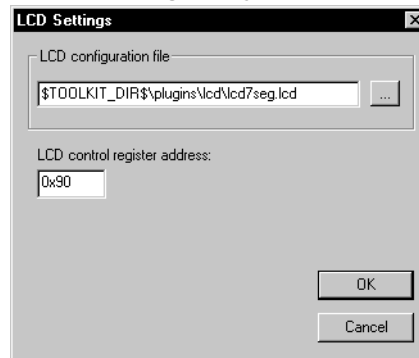 LCD Settings
LCD configuration file
$TOOLKIT_DIR$\plugins\lcd\lcd7seg.lcd
...
LCD control register address:
0x90
OK
Cancel